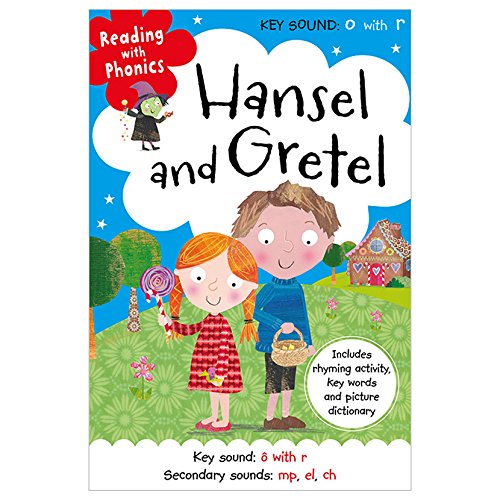 Reading
with
Phonics
KEY SOUND: o with r
Hansel
and Gretel
Includes
rhyming activity,
key words
and picture
dictionary
Key sound: ô with r
Secondary sounds: mp, el, ch